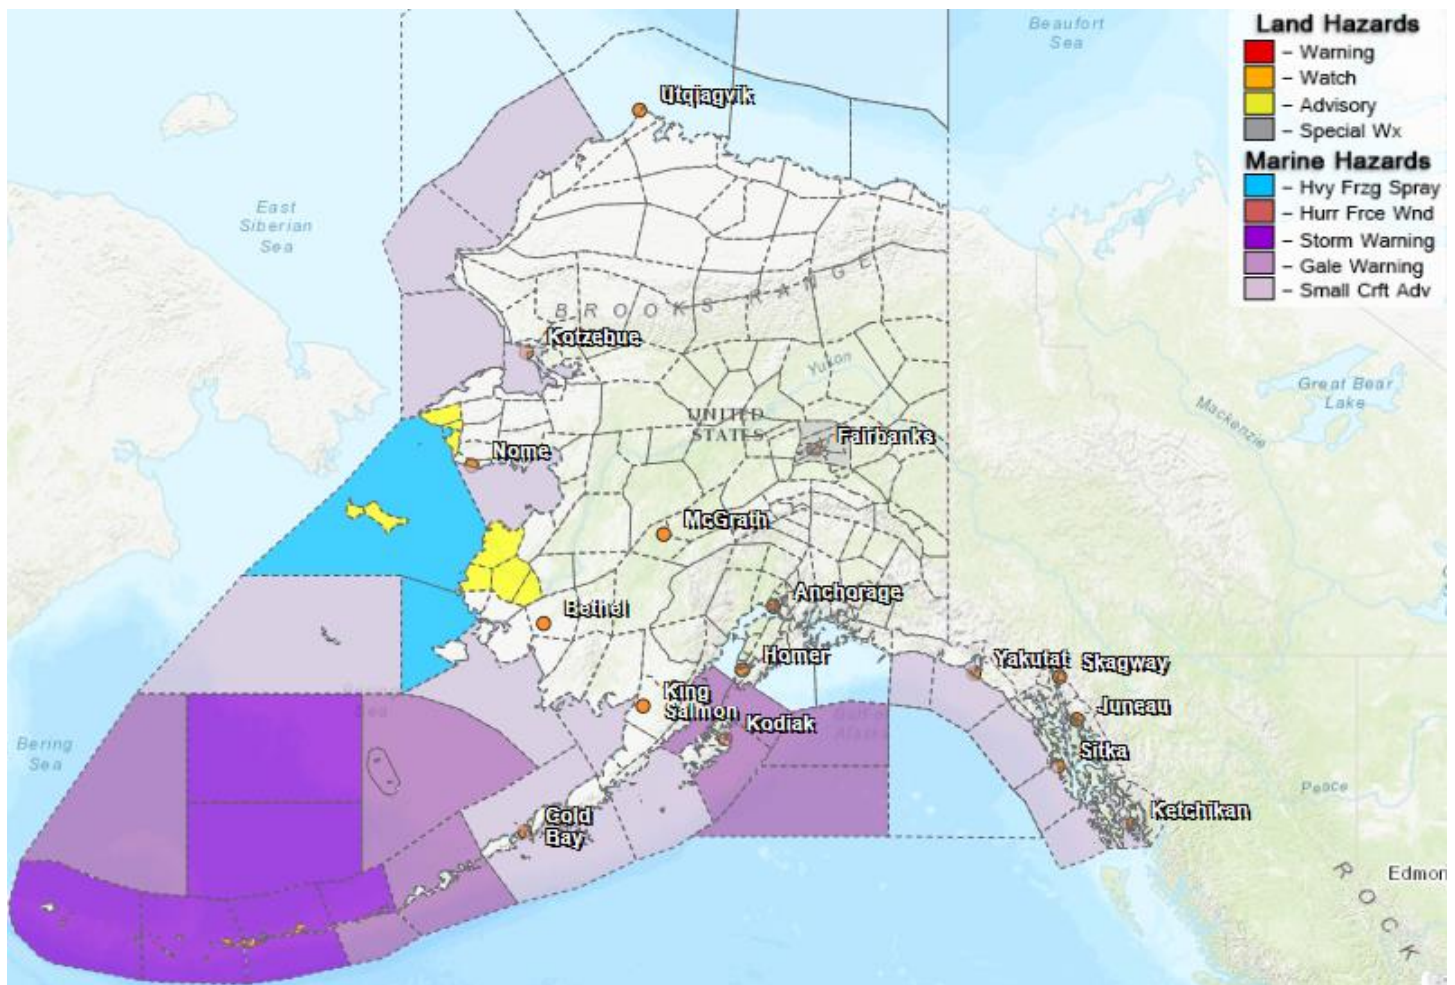 Beaufort
Sea
Land Hazards
– Warning
– Watch
– Advisory
– Special Wx
Marine Hazards
– Hvy Frzg Spray
– Hurr Frce Wnd
– Storm Warning
– Gale Warning
– Small Crft Adv
Utqiagvik
East
Siberian
Sea
BROOKS RANGE
Kotzebue
Yukon
Great Bear
Lake
Mackenzie
UNITED
STATES
Fairbanks
Nome
McGrath
Anchorage
Bethel
Homer
Yakutat
Skagway
King
Salmon
Kodiak
Juneau
Sea
Sitka
Bering
Sea
Peace
Cold
Bay
Ketchikan
Edmon
ROCK